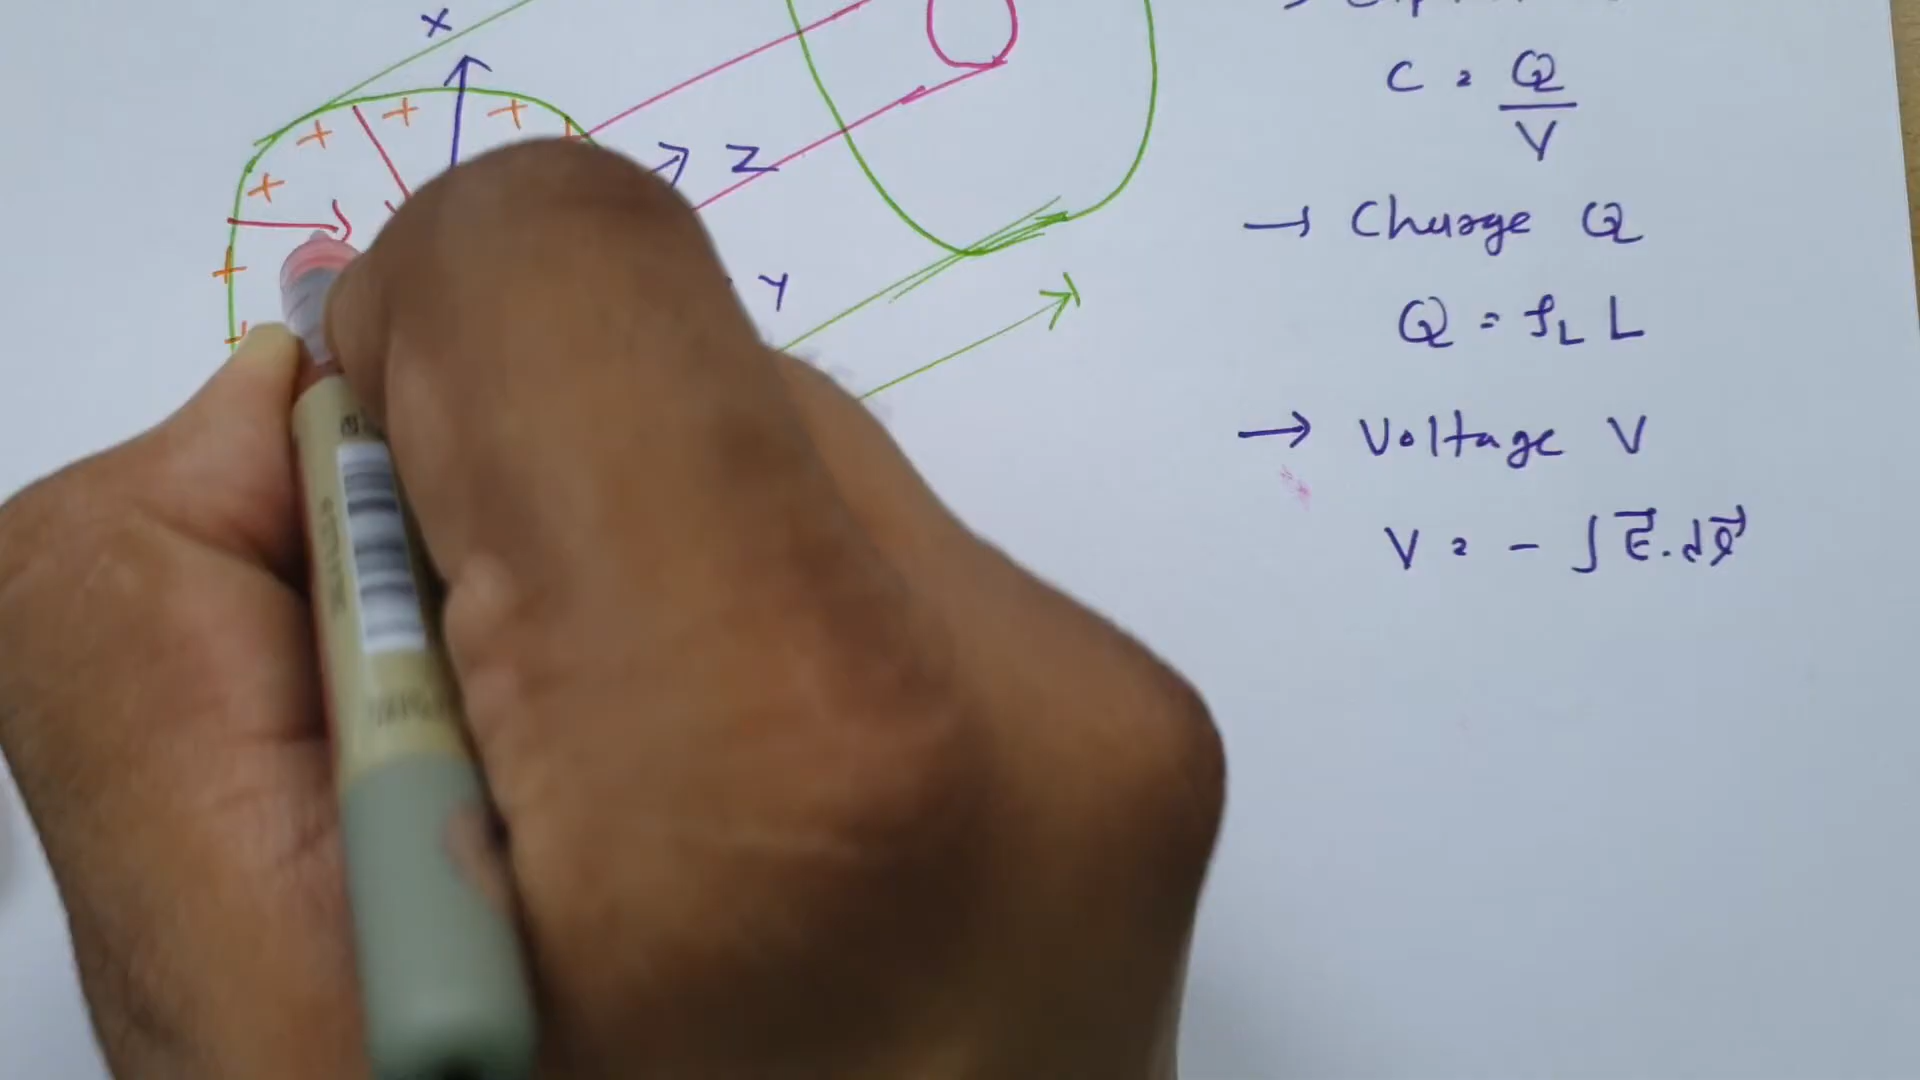 X
C = Q
V
Z
→ Charge Q
Y
Q = ρL L
→ Voltage V
V = - ∫ E⃗ . dl⃗